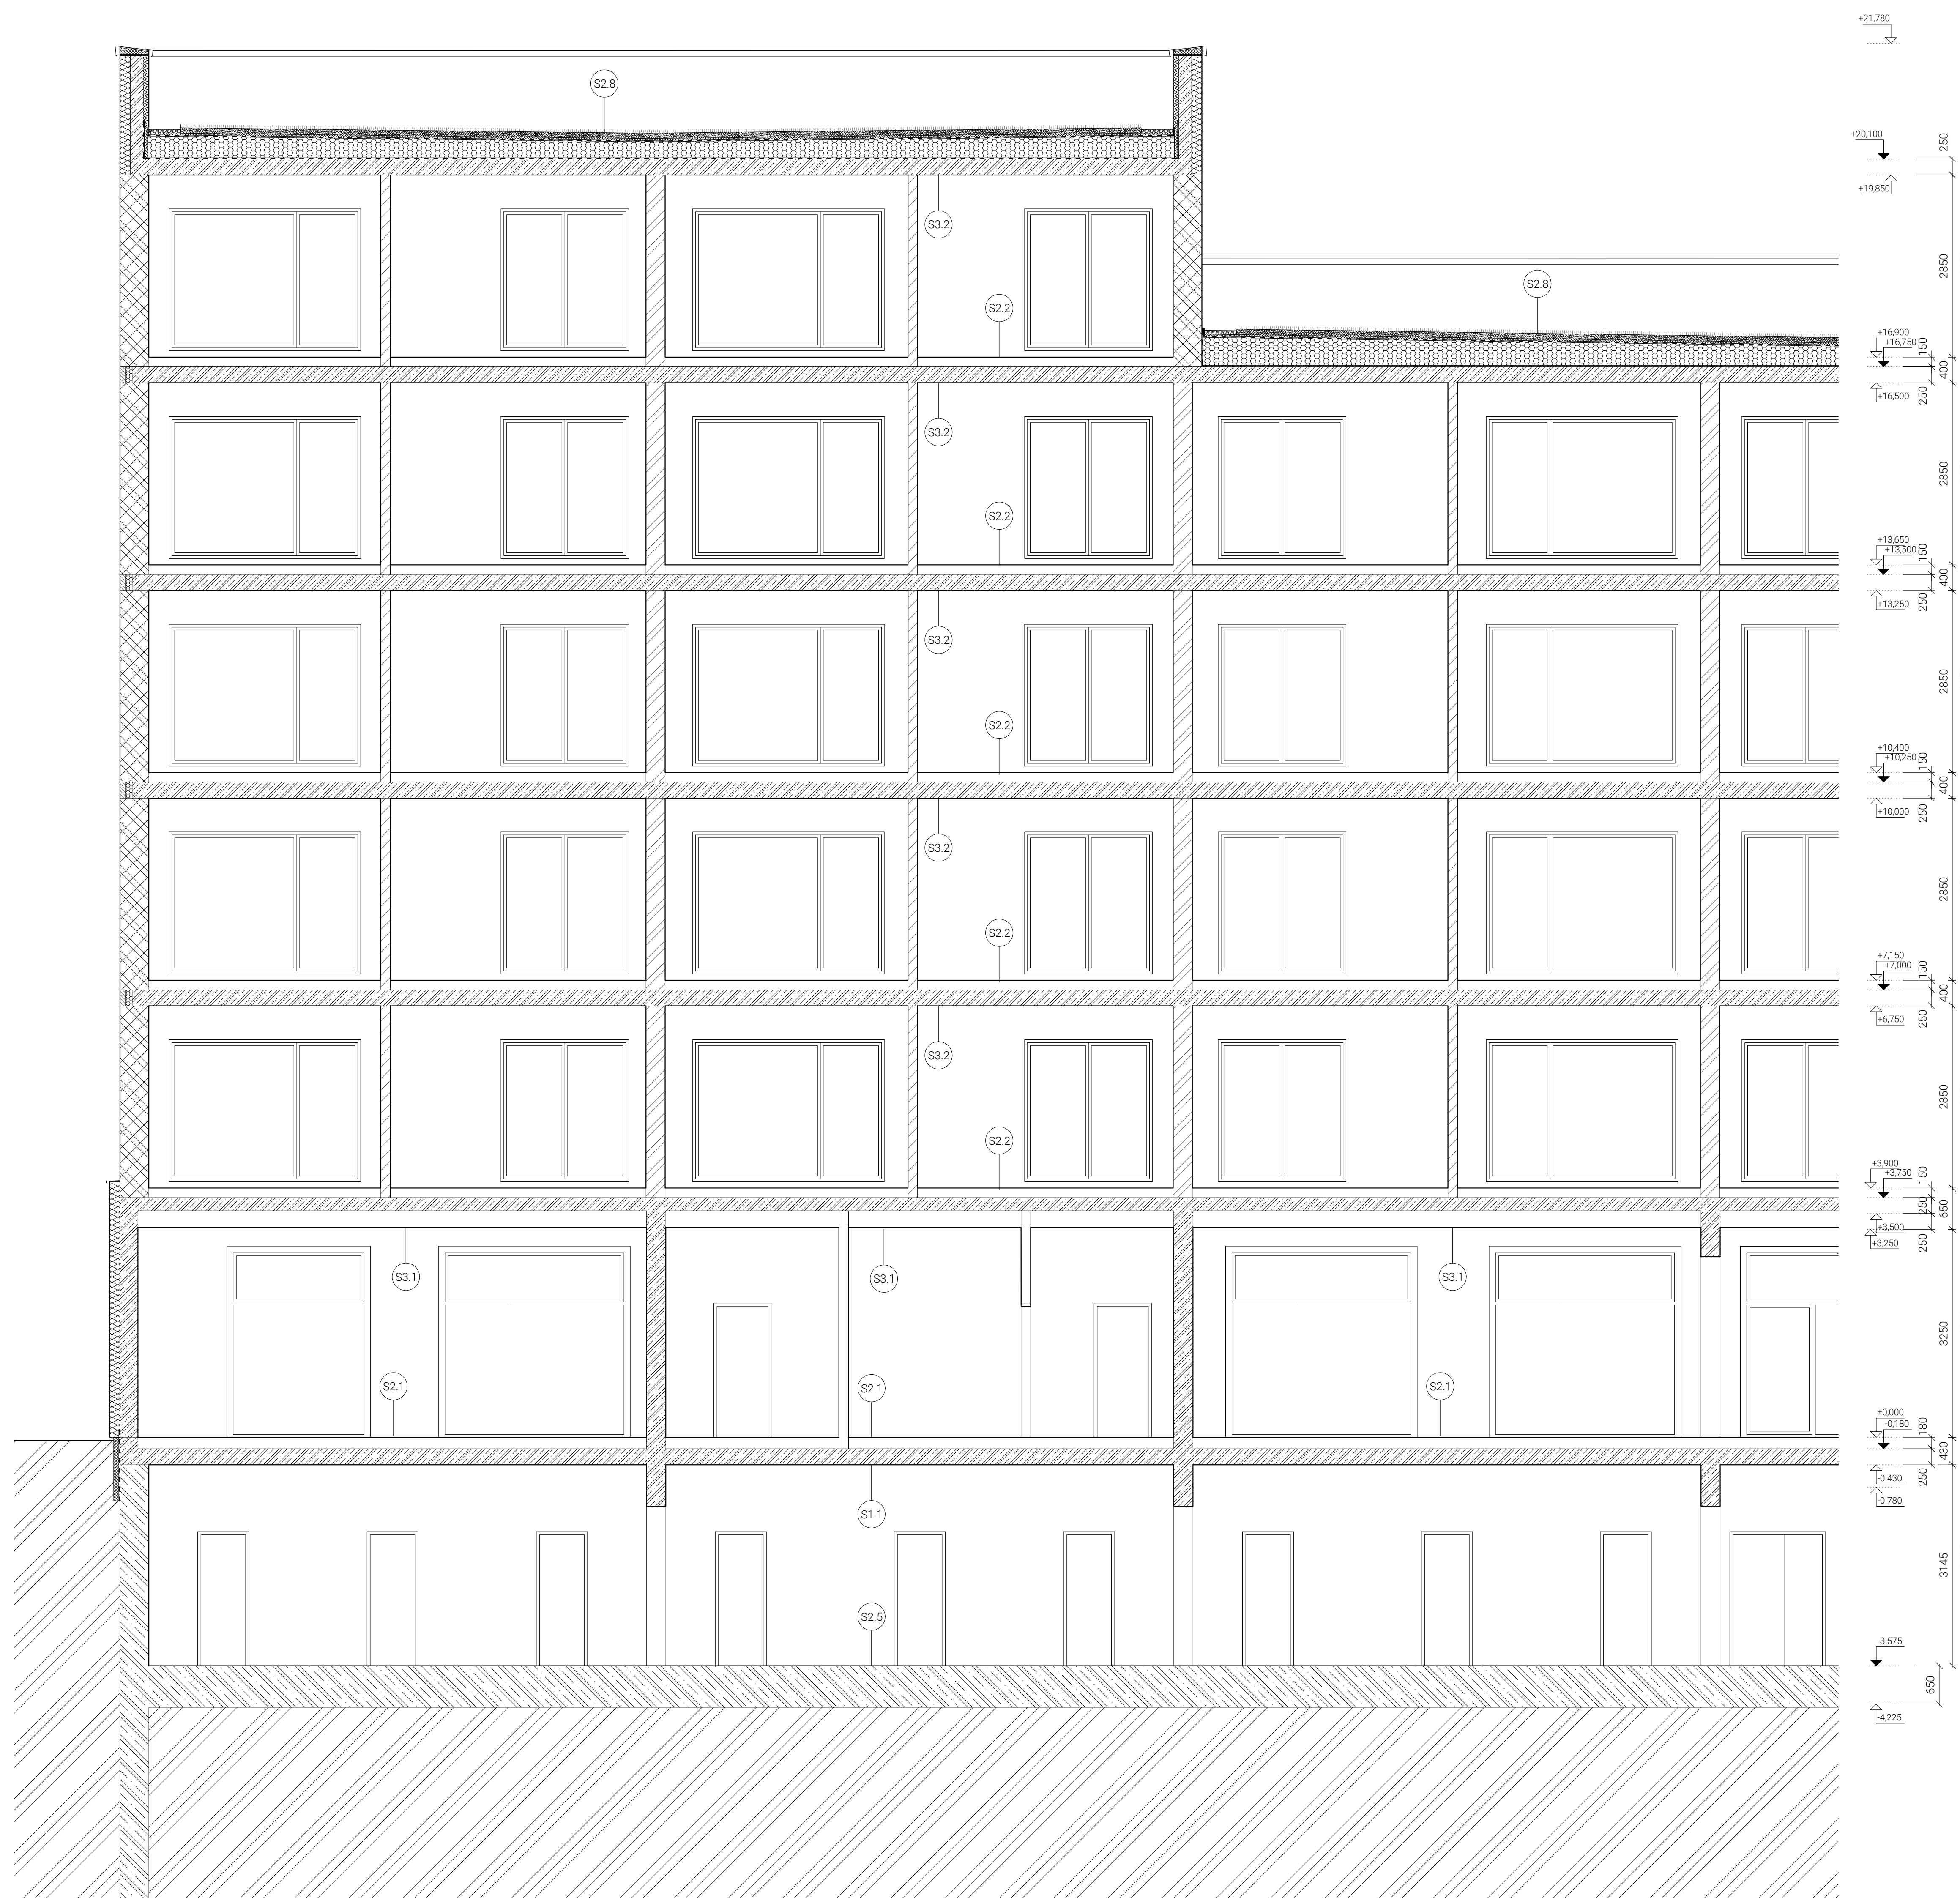 +21,780
S2.8
+20,100
250
+19,850
S3.2
2850
S2.8
S2.2
+16,900
+16,750
150
400
+16,500
250
S3.2
2850
S2.2
+13,650
+13,500
150
400
+13,250
250
S3.2
2850
S2.2
+10,400
+10,250
150
400
+10,000
250
S3.2
2850
S2.2
+7,150
+7,000
150
400
+6,750
250
S3.2
2850
S2.2
+3,900
+3,750
150
250
650
+3,500
+3,250
250
S3.1
S3.1
S3.1
3250
S2.1
S2.1
S2.1
±0,000
-0,180
180
430
-0.430
250
-0.780
S1.1
3145
S2.5
-3.575
650
-4,225